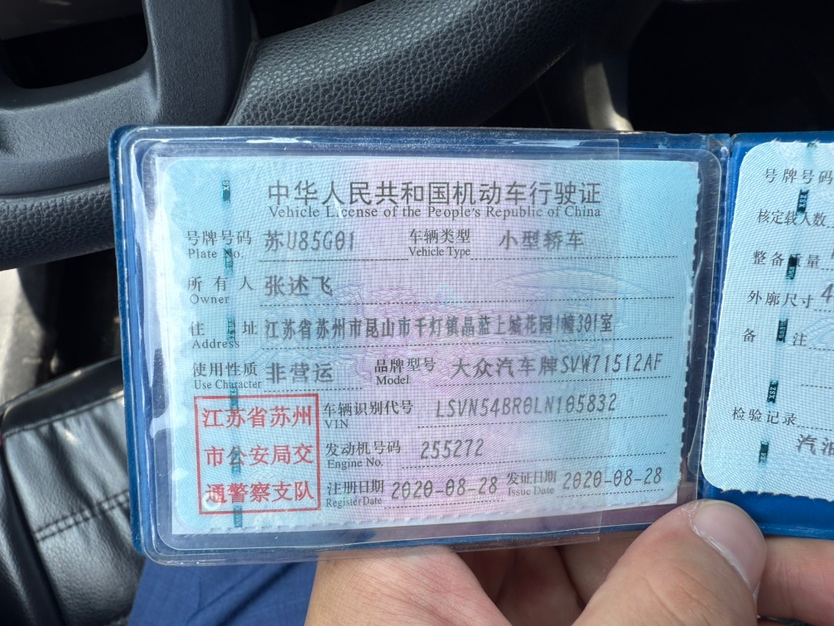 中华人民共和国机动车行驶证
Vehicle License of the People's Republic of China
号牌号码 苏U85G01 车辆类型 小型轿车
Plate No. Vehicle Type
所有人 张述飞
Owner
住址 江苏省苏州市昆山市千灯镇晶蓝上城花园1幢301室
Address
使用性质 非营运 品牌型号 大众汽车牌SVW71512AF
Use Character Model
江苏省苏州
市公安局交
通警察支队
车辆识别代号 LSVN54BR0LN105832
VIN
发动机号码 255272
Engine No.
注册日期 2020-08-28 发证日期 2020-08-28
Register Date Issue Date
号牌号码
核定载人数
整备质量
外廓尺寸 4
备注
检验记录
汽油